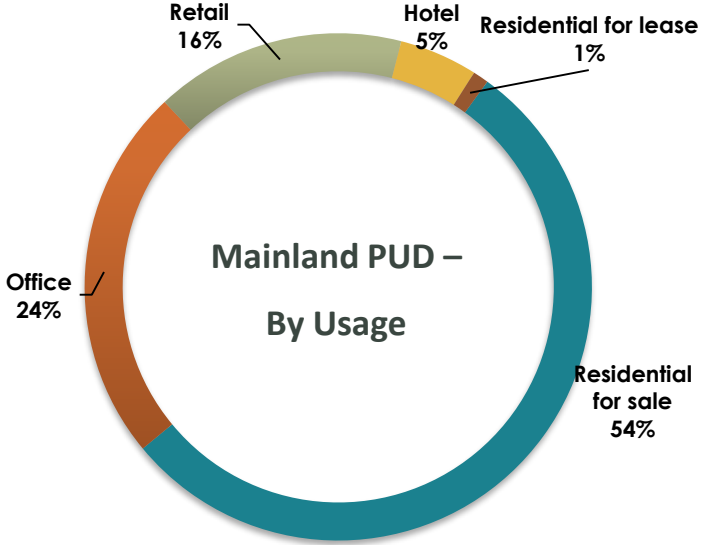 Retail
16%
Hotel
5%
Residential for lease
1%
Mainland PUD –
By Usage
Office
24%
Residential
for sale
54%